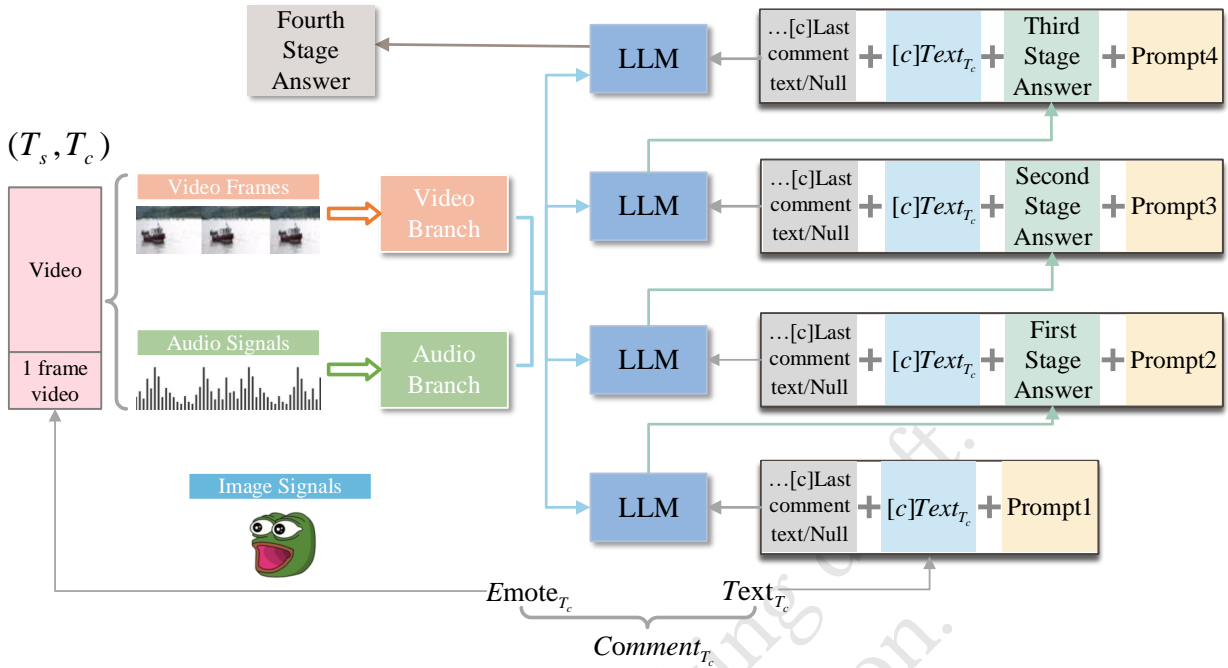 Fourth
Stage
Answer
LLM
…[c]Last
comment
text/Null
+
[c]Text_{T_c}
+
Third
Stage
Answer
+
Prompt4
(T_s, T_c)
Video
1 frame
video
Video Frames
Video
Branch
Audio Signals
Audio
Branch
LLM
…[c]Last
comment
text/Null
+
[c]Text_{T_c}
+
Second
Stage
Answer
+
Prompt3
LLM
…[c]Last
comment
text/Null
+
[c]Text_{T_c}
+
First
Stage
Answer
+
Prompt2
Image Signals
LLM
…[c]Last
comment
text/Null
+
[c]Text_{T_c}
+
Prompt1
Emote_{T_c}
Text_{T_c}
Comment_{T_c}